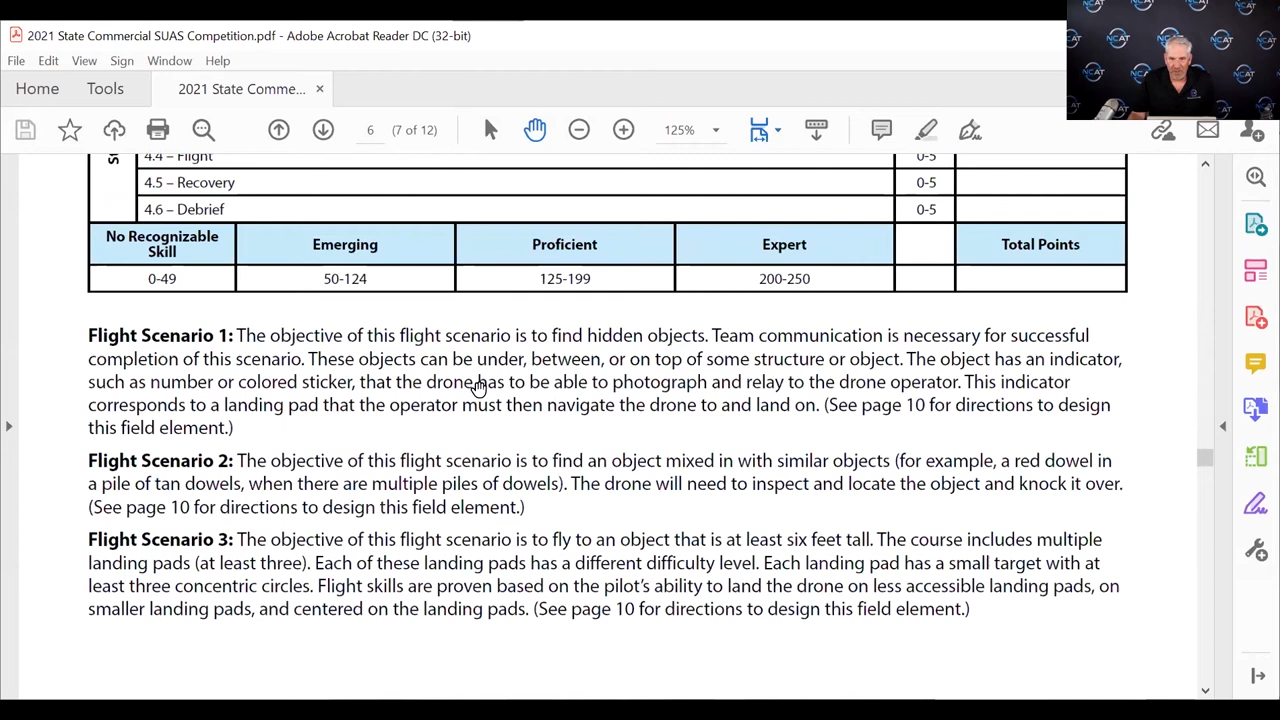 2021 State Commercial SUAS Competition.pdf - Adobe Acrobat Reader DC (32-bit)
File Edit View Sign Window Help
Home Tools 2021 State Comme... ×
6 (7 of 12) 125%
4.4 – Flight 0-5
4.5 – Recovery 0-5
4.6 – Debrief 0-5
No Recognizable
Skill
Emerging Proficient Expert Total Points
0-49 50-124 125-199 200-250
Flight Scenario 1: The objective of this flight scenario is to find hidden objects. Team communication is necessary for successful
completion of this scenario. These objects can be under, between, or on top of some structure or object. The object has an indicator,
such as number or colored sticker, that the drone has to be able to photograph and relay to the drone operator. This indicator
corresponds to a landing pad that the operator must then navigate the drone to and land on. (See page 10 for directions to design
this field element.)
Flight Scenario 2: The objective of this flight scenario is to find an object mixed in with similar objects (for example, a red dowel in
a pile of tan dowels, when there are multiple piles of dowels). The drone will need to inspect and locate the object and knock it over.
(See page 10 for directions to design this field element.)
Flight Scenario 3: The objective of this flight scenario is to fly to an object that is at least six feet tall. The course includes multiple
landing pads (at least three). Each of these landing pads has a different difficulty level. Each landing pad has a small target with at
least three concentric circles. Flight skills are proven based on the pilot's ability to land the drone on less accessible landing pads, on
smaller landing pads, and centered on the landing pads. (See page 10 for directions to design this field element.)
NCAT
NCAT
NCAT
NCAT